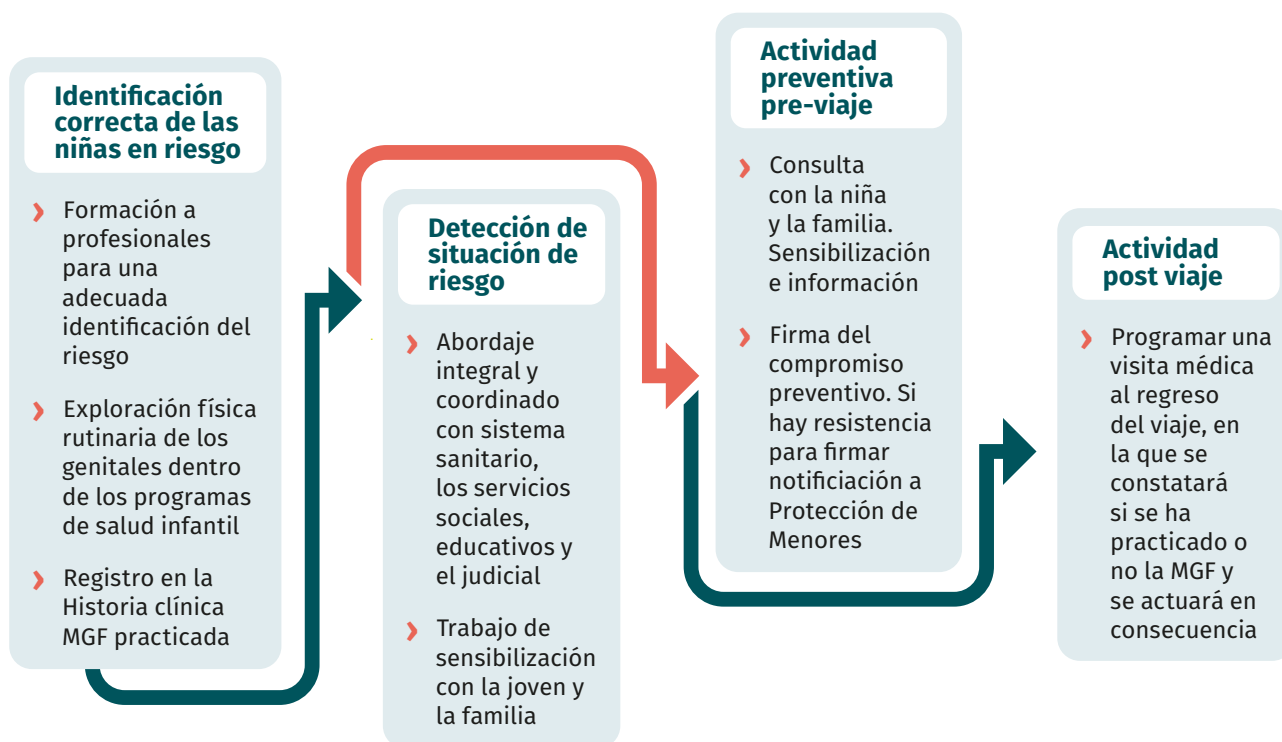 Identificación
correcta de las
niñas en riesgo
Formación a
profesionales
para una
adecuada
identificación del
riesgo
Exploración física
rutinaria de los
genitales dentro
de los programas
de salud infantil
Registro en la
Historia clínica
MGF practicada
Detección de
situación de
riesgo
Abordaje
integral y
coordinado
con sistema
sanitario,
los servicios
sociales,
educativos y
el judicial
Trabajo de
sensibilización
con la joven y
la familia
Actividad
preventiva
pre-viaje
Consulta
con la niña
y la familia.
Sensibilización
e información
Firma del
compromiso
preventivo. Si
hay resistencia
para firmar
notificiación a
Protección de
Menores
Actividad
post viaje
Programar una
visita médica
al regreso
del viaje, en
la que se
constatará
si se ha
practicado o
no la MGF y
se actuará en
consecuencia